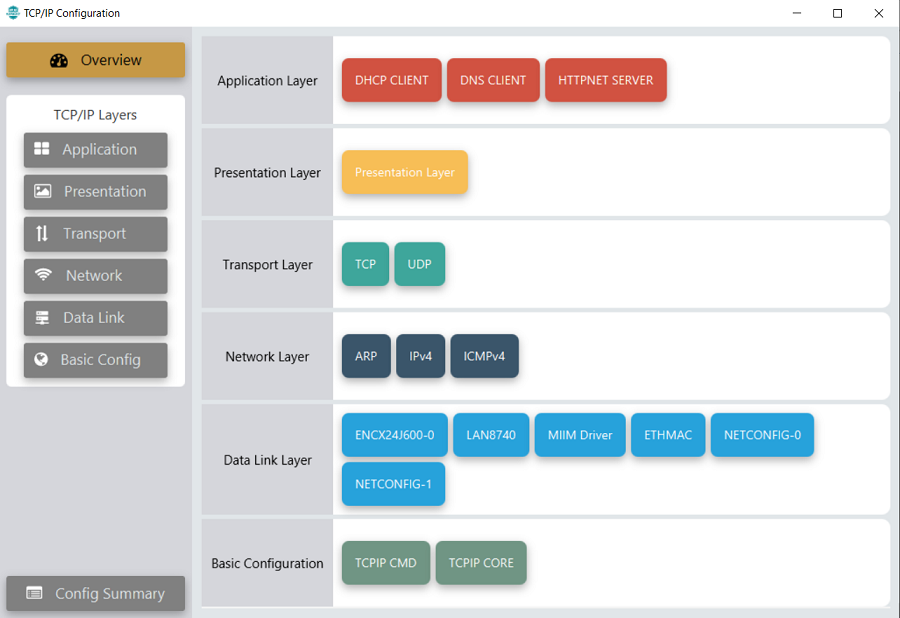 TCP/IP Configuration
Overview
TCP/IP Layers
Application
Presentation
Transport
Network
Data Link
Basic Config
Config Summary
Application Layer
DHCP CLIENT
DNS CLIENT
HTTPNET SERVER
Presentation Layer
Presentation Layer
Transport Layer
TCP
UDP
Network Layer
ARP
IPv4
ICMPv4
Data Link Layer
ENCX24J600-0
LAN8740
MIIM Driver
ETHMAC
NETCONFIG-0
NETCONFIG-1
Basic Configuration
TCPIP CMD
TCPIP CORE